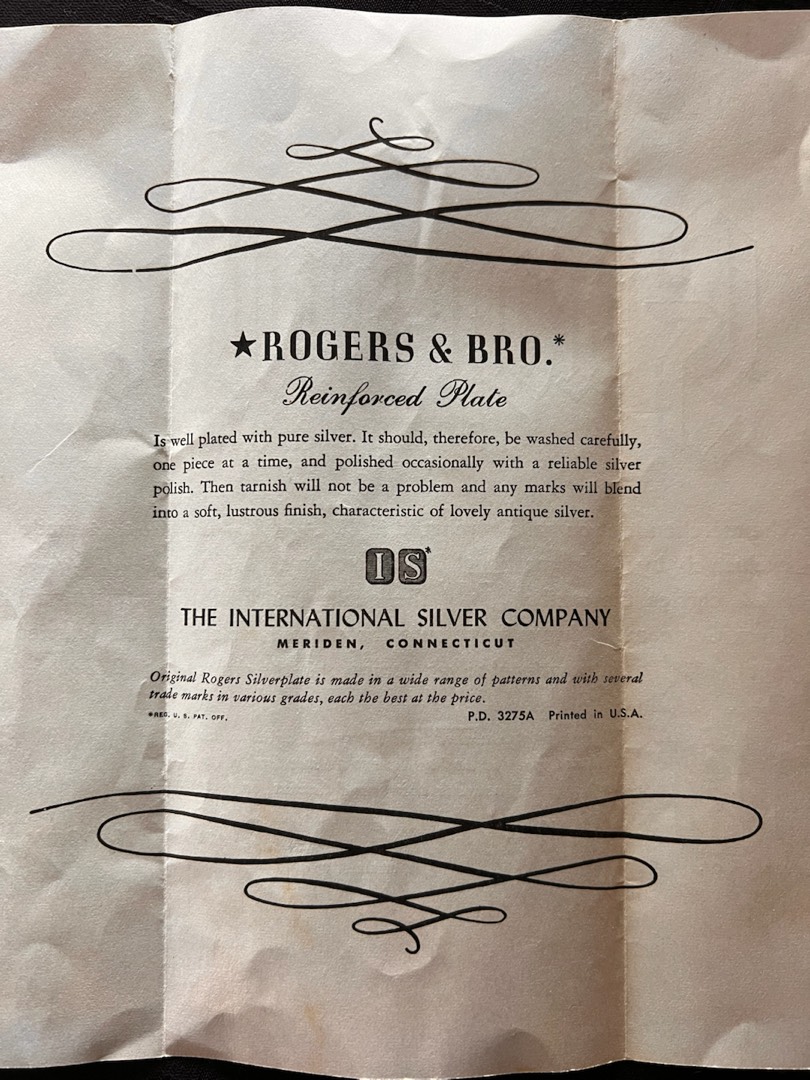 ★ROGERS & BRO.*
Reinforced Plate
Is well plated with pure silver. It should, therefore, be washed carefully,
one piece at a time, and polished occasionally with a reliable silver
polish. Then tarnish will not be a problem and any marks will blend
into a soft, lustrous finish, characteristic of lovely antique silver.
IS*
THE INTERNATIONAL SILVER COMPANY
MERIDEN, CONNECTICUT
Original Rogers Silverplate is made in a wide range of patterns and with several
trade marks in various grades, each the best at the price.
*REG. U. S. PAT. OFF. P.D. 3275A Printed in U.S.A.